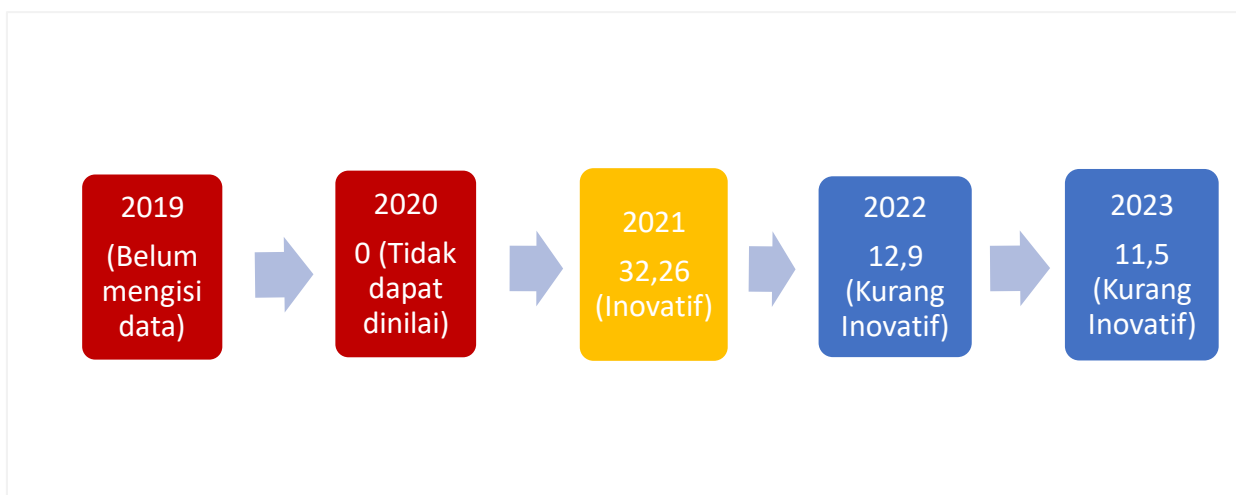 2019
(Belum
mengisi
data)
2020
0 (Tidak
dapat
dinilai)
2021
32,26
(Inovatif)
2022
12,9
(Kurang
Inovatif)
2023
11,5
(Kurang
Inovatif)